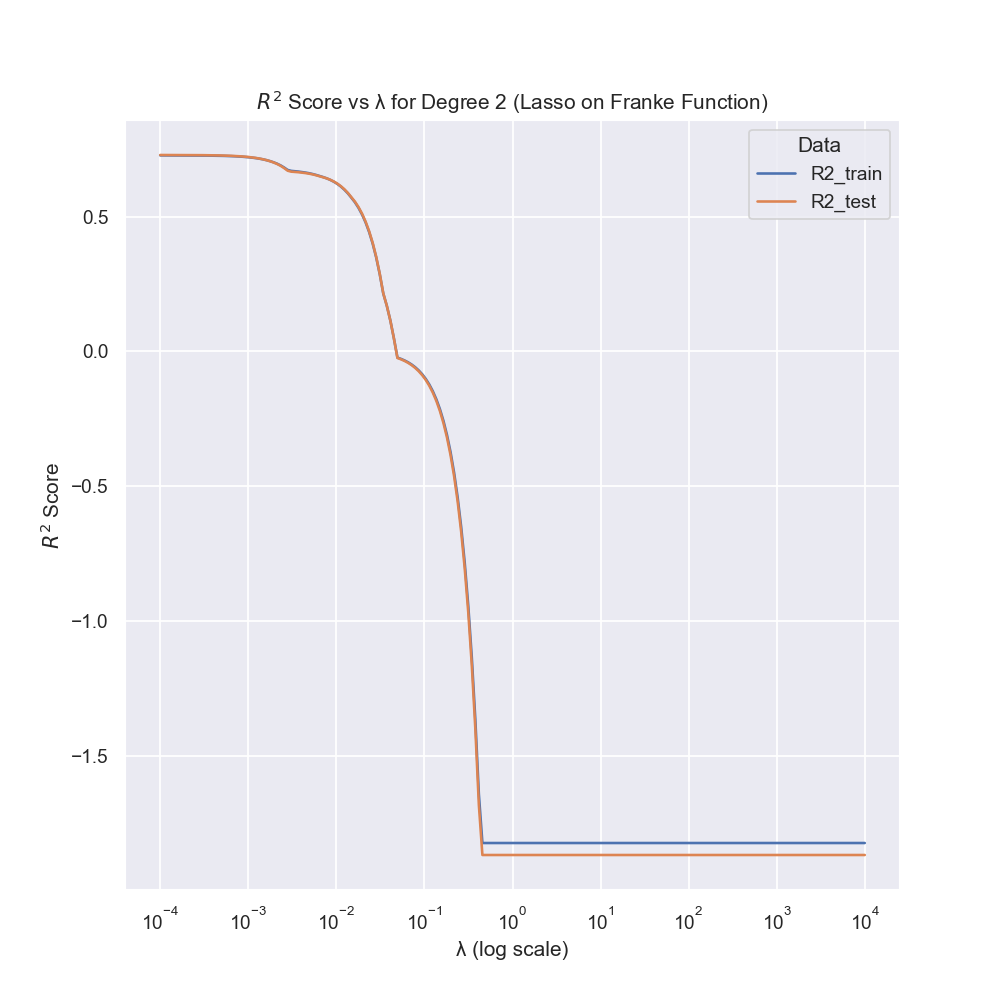 R² Score vs λ for Degree 2 (Lasso on Franke Function)
Data
R2_train
R2_test
0.5
0.0
−0.5
−1.0
−1.5
R² Score
10⁻⁴ 10⁻³ 10⁻² 10⁻¹ 10⁰ 10¹ 10² 10³ 10⁴
λ (log scale)